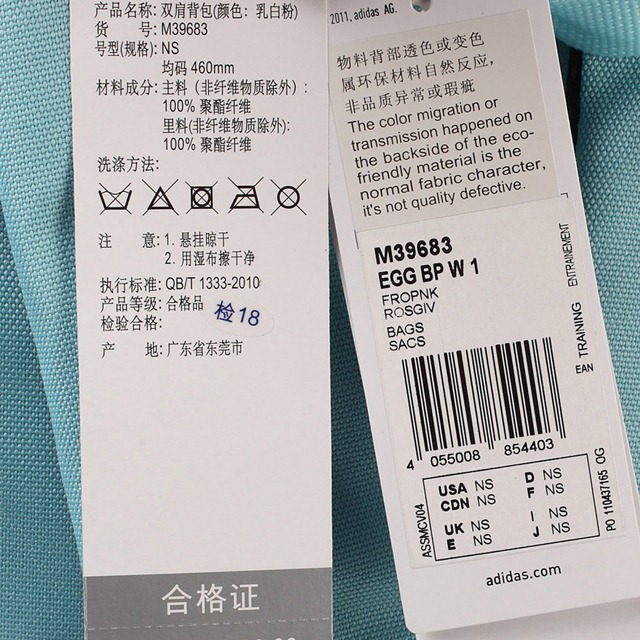 产品名称: 双肩背包(颜色: 乳白粉)
货 号: M39683
号型(规格): NS
均码 460mm
材料成分: 主料 (非纤维物质除外):
100% 聚酯纤维
里料(非纤维物质除外):
100% 聚酯纤维
洗涤方法:
注 意: 1. 悬挂晾干
2. 用湿布擦干净
执行标准: QB/T 1333-2010
产品等级: 合格品
检验合格:
检18
产 地: 广东省东莞市
合格证
2011, adidas AG.
物料背部透色或变色
属环保材料自然反应,
非品质异常或瑕疵
The color migration or
transmission happened on
the backside of the eco-
friendly material is the
normal fabric character,
it's not quality defective.
M39683
EGG BP W 1
FROPNK
ROSGIV
BAGS
SACS
TRAINING
ENTRAINEMENT
EAN
4 055008 854403
USA NS D NS
CDN NS F NS
UK NS I NS
E NS J NS
ASSMCV04
PO 110437165 OG
adidas.com